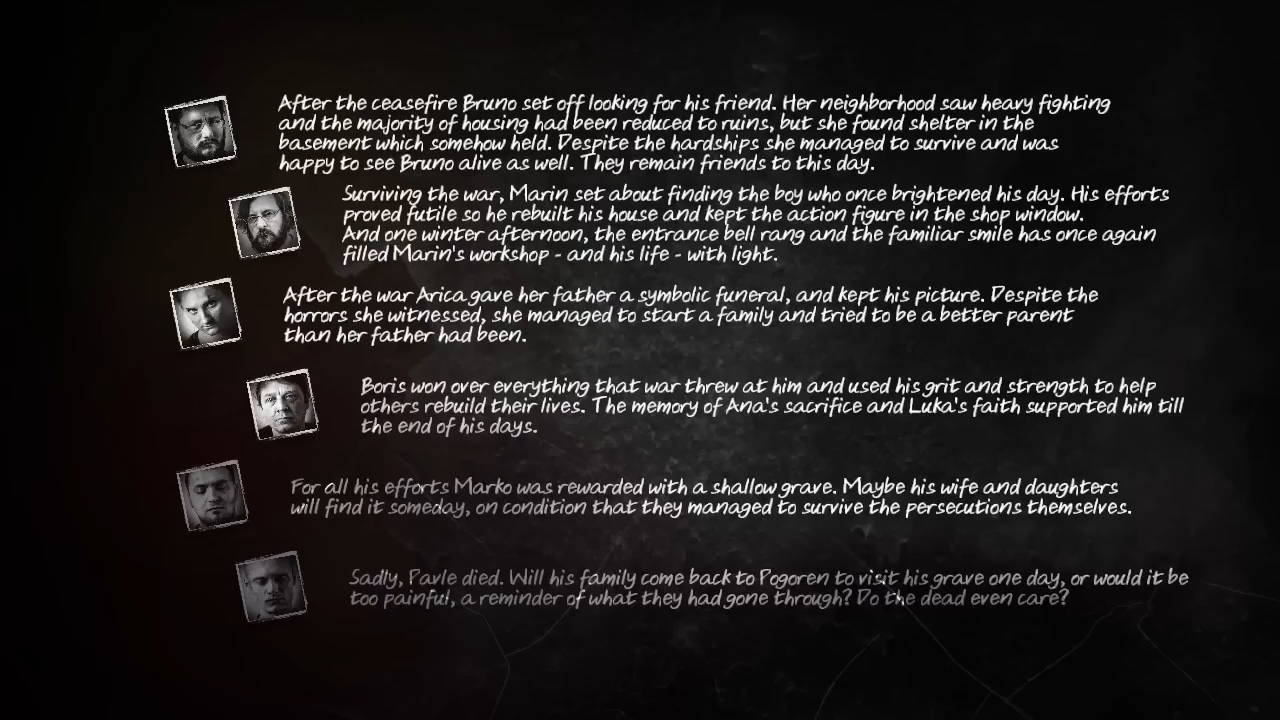 After the ceasefire Bruno set off looking for his friend. Her neighborhood saw heavy fighting
and the majority of housing had been reduced to ruins, but she found shelter in the
basement which somehow held. Despite the hardships she managed to survive and was
happy to see Bruno alive as well. They remain friends to this day.
Surviving the war, Marin set about finding the boy who once brightened his day. His efforts
proved futile so he rebuilt his house and kept the action figure in the shop window.
And one winter afternoon, the entrance bell rang and the familiar smile has once again
filled Marin's workshop - and his life - with light.
After the war Arica gave her father a symbolic funeral, and kept his picture. Despite the
horrors she witnessed, she managed to start a family and tried to be a better parent
than her father had been.
Boris won over everything that war threw at him and used his grit and strength to help
others rebuild their lives. The memory of Ana's sacrifice and Luka's faith supported him till
the end of his days.
For all his efforts Marko was rewarded with a shallow grave. Maybe his wife and daughters
will find it someday, on condition that they managed to survive the persecutions themselves.
Sadly, Pavle died. Will his family come back to Pogoren to visit his grave one day, or would it be
too painful, a reminder of what they had gone through? Do the dead even care?